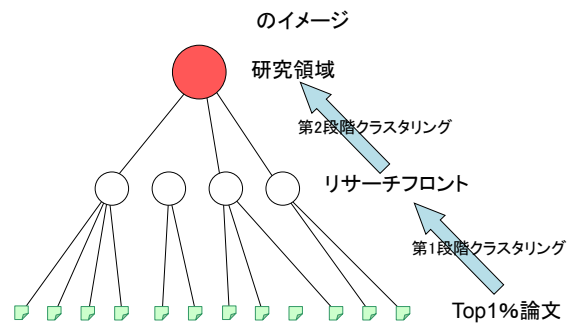 のイメージ
研究領域
第2段階クラスタリング
リサーチフロント
第1段階クラスタリング
Top1%論文